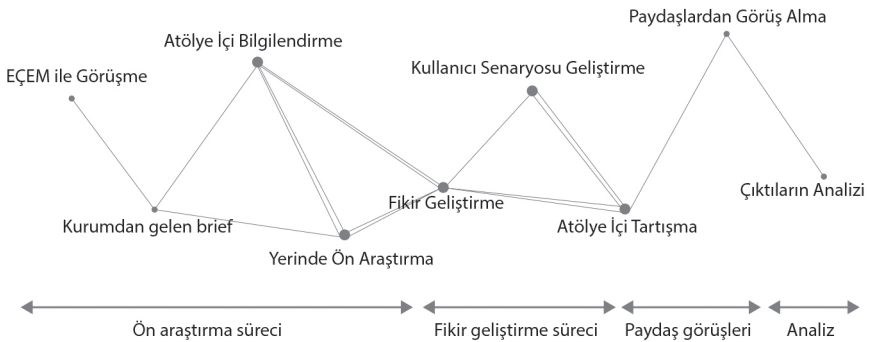 Paydaşlardan Görüş Alma
Atölye İçi Bilgilendirme
Kullanıcı Senaryosu Geliştirme
EÇEM ile Görüşme
Çıktıların Analizi
Fikir Geliştirme
Kurumdan gelen brief
Atölye İçi Tartışma
Yerinde Ön Araştırma
Ön araştırma süreci
Fikir geliştirme süreci
Paydaş görüşleri
Analiz